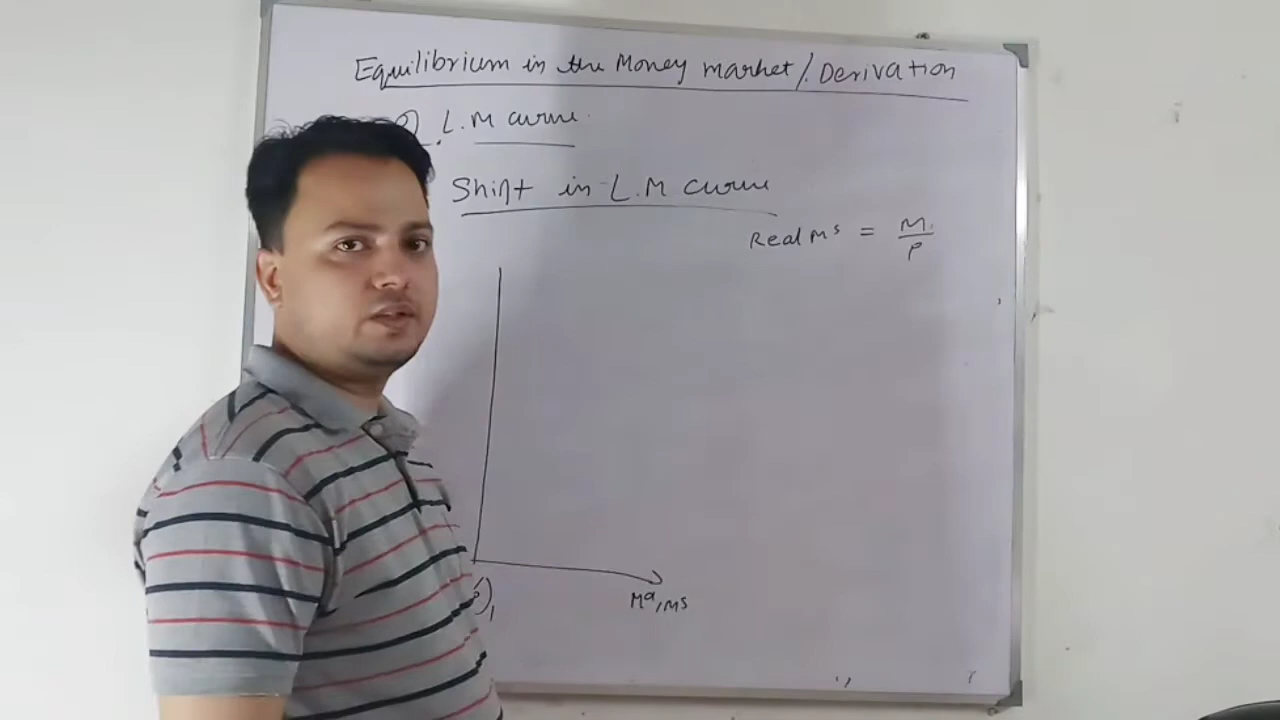 Equilibrium in the Money market / Derivation
L.M curve.
Shift in L.M curve
Real Ms = M / P
Md, Ms